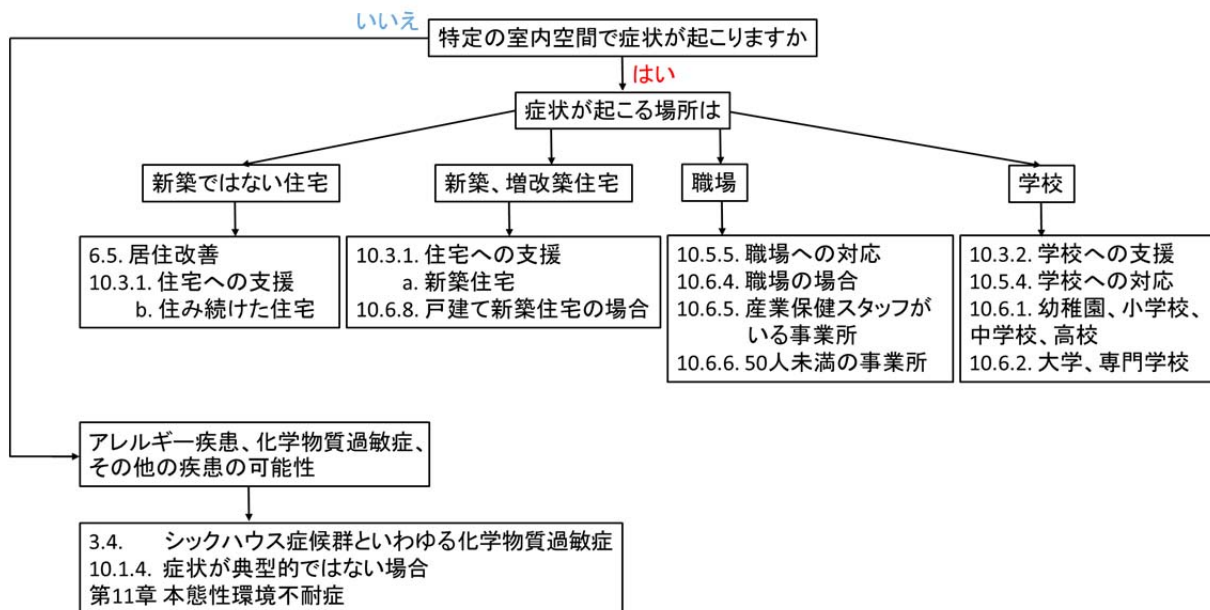 いいえ
特定の室内空間で症状が起こりますか
はい
症状が起こる場所は
新築ではない住宅
新築、増改築住宅
職場
学校
6.5. 居住改善
10.3.1. 住宅への支援
b. 住み続けた住宅
10.3.1. 住宅への支援
a. 新築住宅
10.6.8. 戸建て新築住宅の場合
10.5.5. 職場への対応
10.6.4. 職場の場合
10.6.5. 産業保健スタッフが
いる事業所
10.6.6. 50人未満の事業所
10.3.2. 学校への支援
10.5.4. 学校への対応
10.6.1. 幼稚園、小学校、
中学校、高校
10.6.2. 大学、専門学校
アレルギー疾患、化学物質過敏症、
その他の疾患の可能性
3.4. シックハウス症候群といわゆる化学物質過敏症
10.1.4. 症状が典型的ではない場合
第11章 本態性環境不耐症